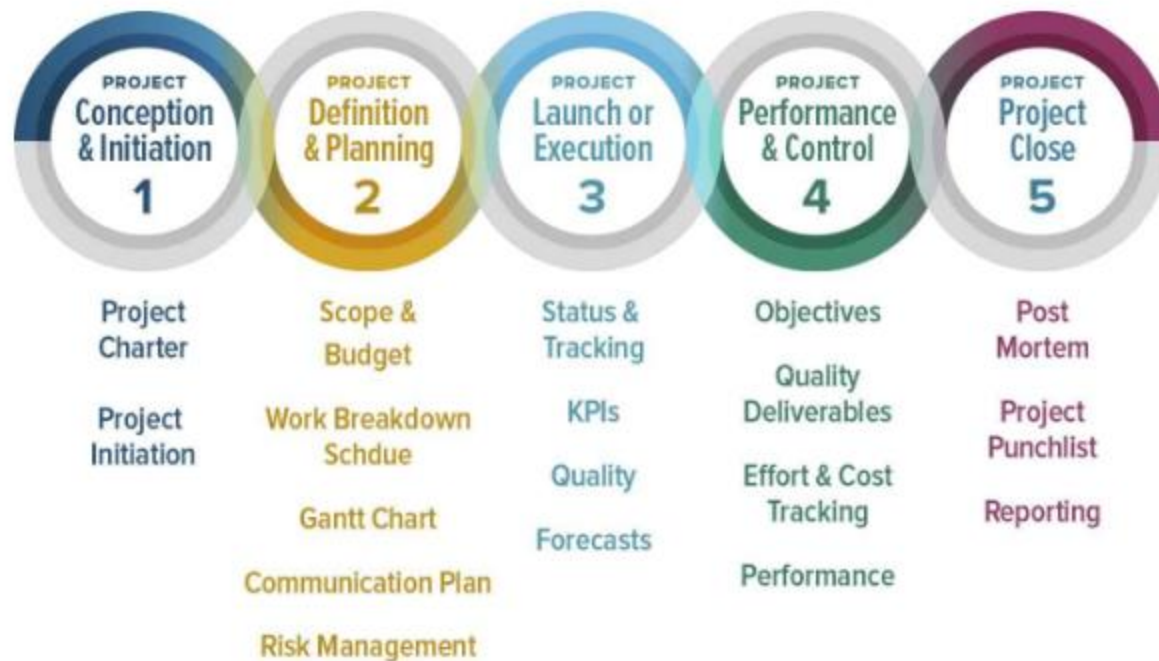 PROJECT
Conception
& Initiation
1
PROJECT
Definition
& Planning
2
PROJECT
Launch or
Execution
3
PROJECT
Performance
& Control
4
PROJECT
Project
Close
5
Project
Charter
Project
Initiation
Scope &
Budget
Work Breakdown
Schdue
Gantt Chart
Communication Plan
Risk Management
Status &
Tracking
KPIs
Quality
Forecasts
Objectives
Quality
Deliverables
Effort & Cost
Tracking
Performance
Post
Mortem
Project
Punchlist
Reporting